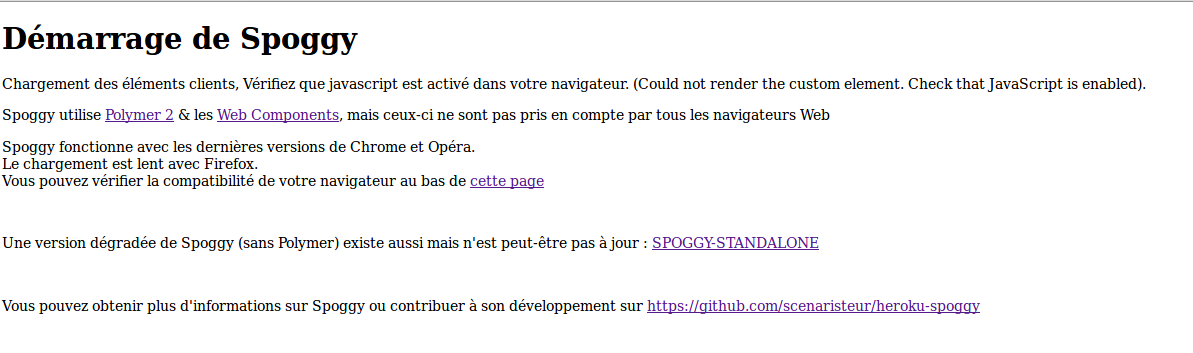 Démarrage de Spoggy
Chargement des éléments clients, Vérifiez que javascript est activé dans votre navigateur. (Could not render the custom element. Check that JavaScript is enabled).
Spoggy utilise Polymer 2 & les Web Components, mais ceux-ci ne sont pas pris en compte par tous les navigateurs Web
Spoggy fonctionne avec les dernières versions de Chrome et Opéra.
Le chargement est lent avec Firefox.
Vous pouvez vérifier la compatibilité de votre navigateur au bas de cette page
Une version dégradée de Spoggy (sans Polymer) existe aussi mais n'est peut-être pas à jour : SPOGGY-STANDALONE
Vous pouvez obtenir plus d'informations sur Spoggy ou contribuer à son développement sur https://github.com/scenaristeur/heroku-spoggy